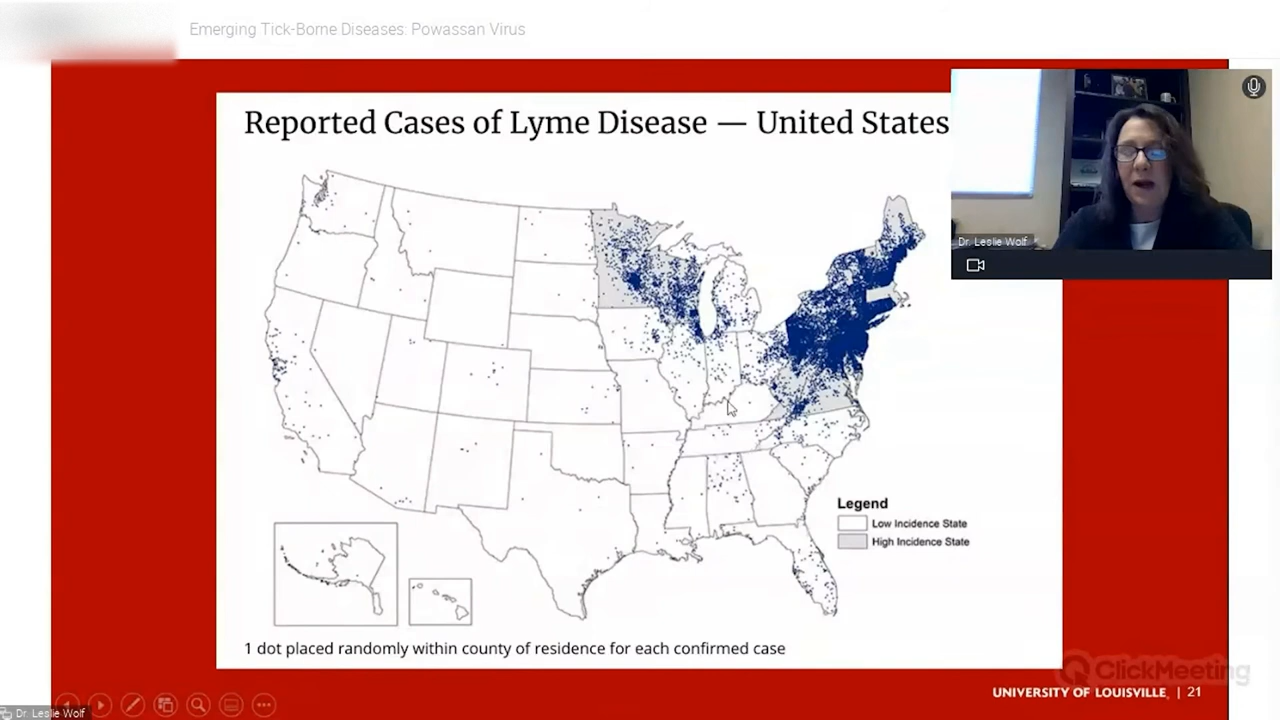 Emerging Tick-Borne Diseases: Powassan Virus
Reported Cases of Lyme Disease — United States
Dr. Leslie Wolf
Legend
Low Incidence State
High Incidence State
1 dot placed randomly within county of residence for each confirmed case
ClickMeeting
UNIVERSITY OF LOUISVILLE | 21
Dr. Leslie Wolf